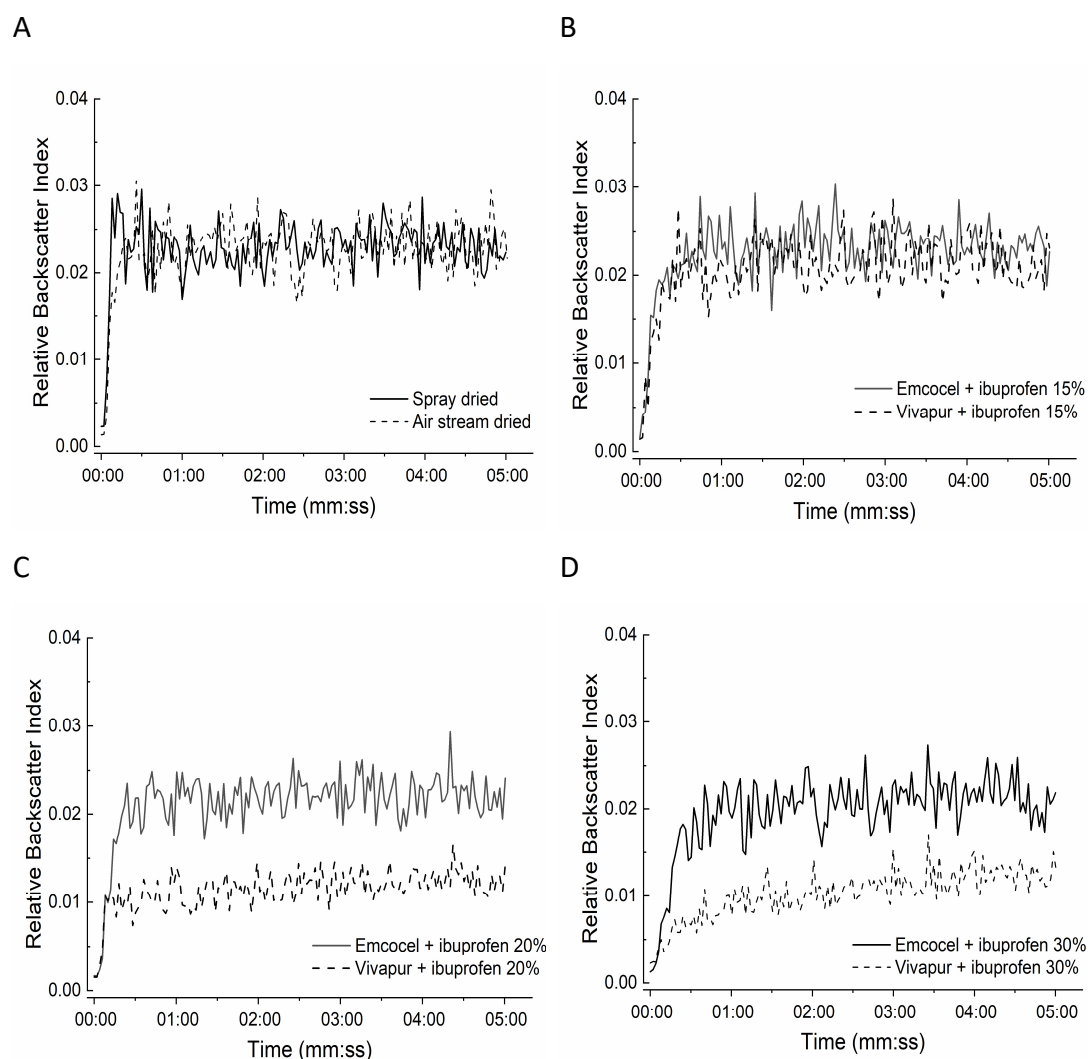 A
Relative Backscatter Index
0.04
0.03
0.02
0.01
0.00
Spray dried
Air stream dried
00:00 01:00 02:00 03:00 04:00 05:00
Time (mm:ss)
B
Relative Backscatter Index
0.04
0.03
0.02
0.01
0.00
Emcocel + ibuprofen 15%
Vivapur + ibuprofen 15%
00:00 01:00 02:00 03:00 04:00 05:00
Time (mm:ss)
C
Relative Backscatter Index
0.04
0.03
0.02
0.01
0.00
Emcocel + ibuprofen 20%
Vivapur + ibuprofen 20%
00:00 01:00 02:00 03:00 04:00 05:00
Time (mm:ss)
D
Relative Backscatter Index
0.04
0.03
0.02
0.01
0.00
Emcocel + ibuprofen 30%
Vivapur + ibuprofen 30%
00:00 01:00 02:00 03:00 04:00 05:00
Time (mm:ss)